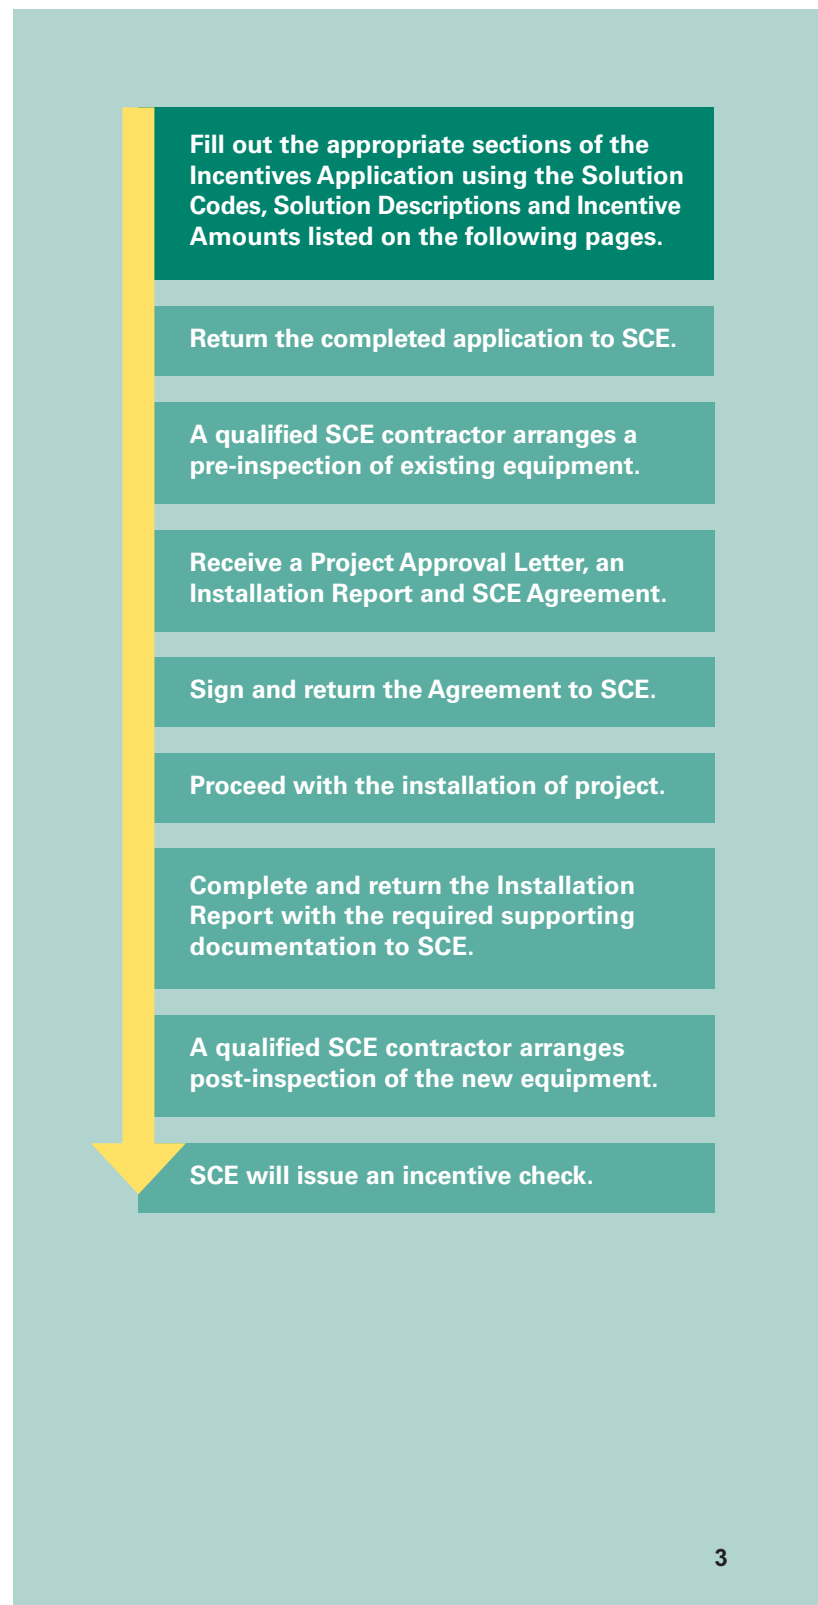 Fill out the appropriate sections of the
Incentives Application using the Solution
Codes, Solution Descriptions and Incentive
Amounts listed on the following pages.
Return the completed application to SCE.
A qualified SCE contractor arranges a
pre-inspection of existing equipment.
Receive a Project Approval Letter, an
Installation Report and SCE Agreement.
Sign and return the Agreement to SCE.
Proceed with the installation of project.
Complete and return the Installation
Report with the required supporting
documentation to SCE.
A qualified SCE contractor arranges
post-inspection of the new equipment.
SCE will issue an incentive check.
3